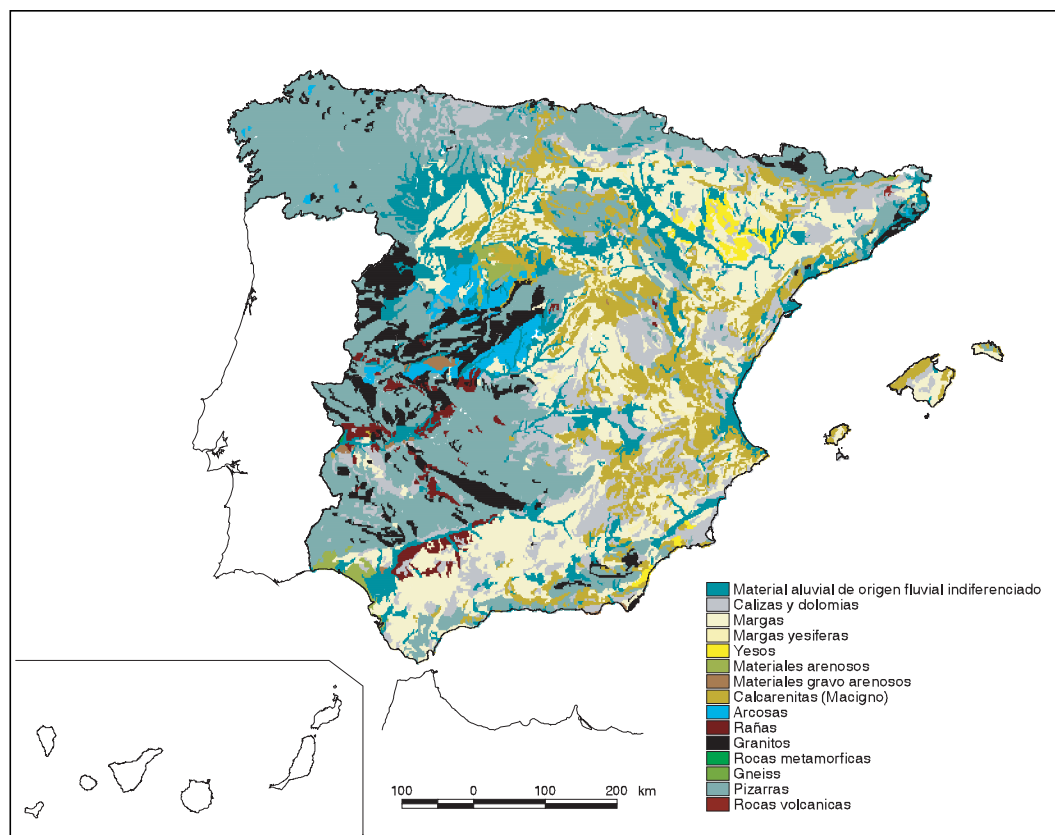 Material aluvial de origen fluvial indiferenciado
Calizas y dolomias
Margas
Margas yesiferas
Yesos
Materiales arenosos
Materiales gravo arenosos
Calcarenitas (Macigno)
Arcosas
Rañas
Granitos
Rocas metamorficas
Gneiss
Pizarras
Rocas volcanicas
100 0 100 200 km